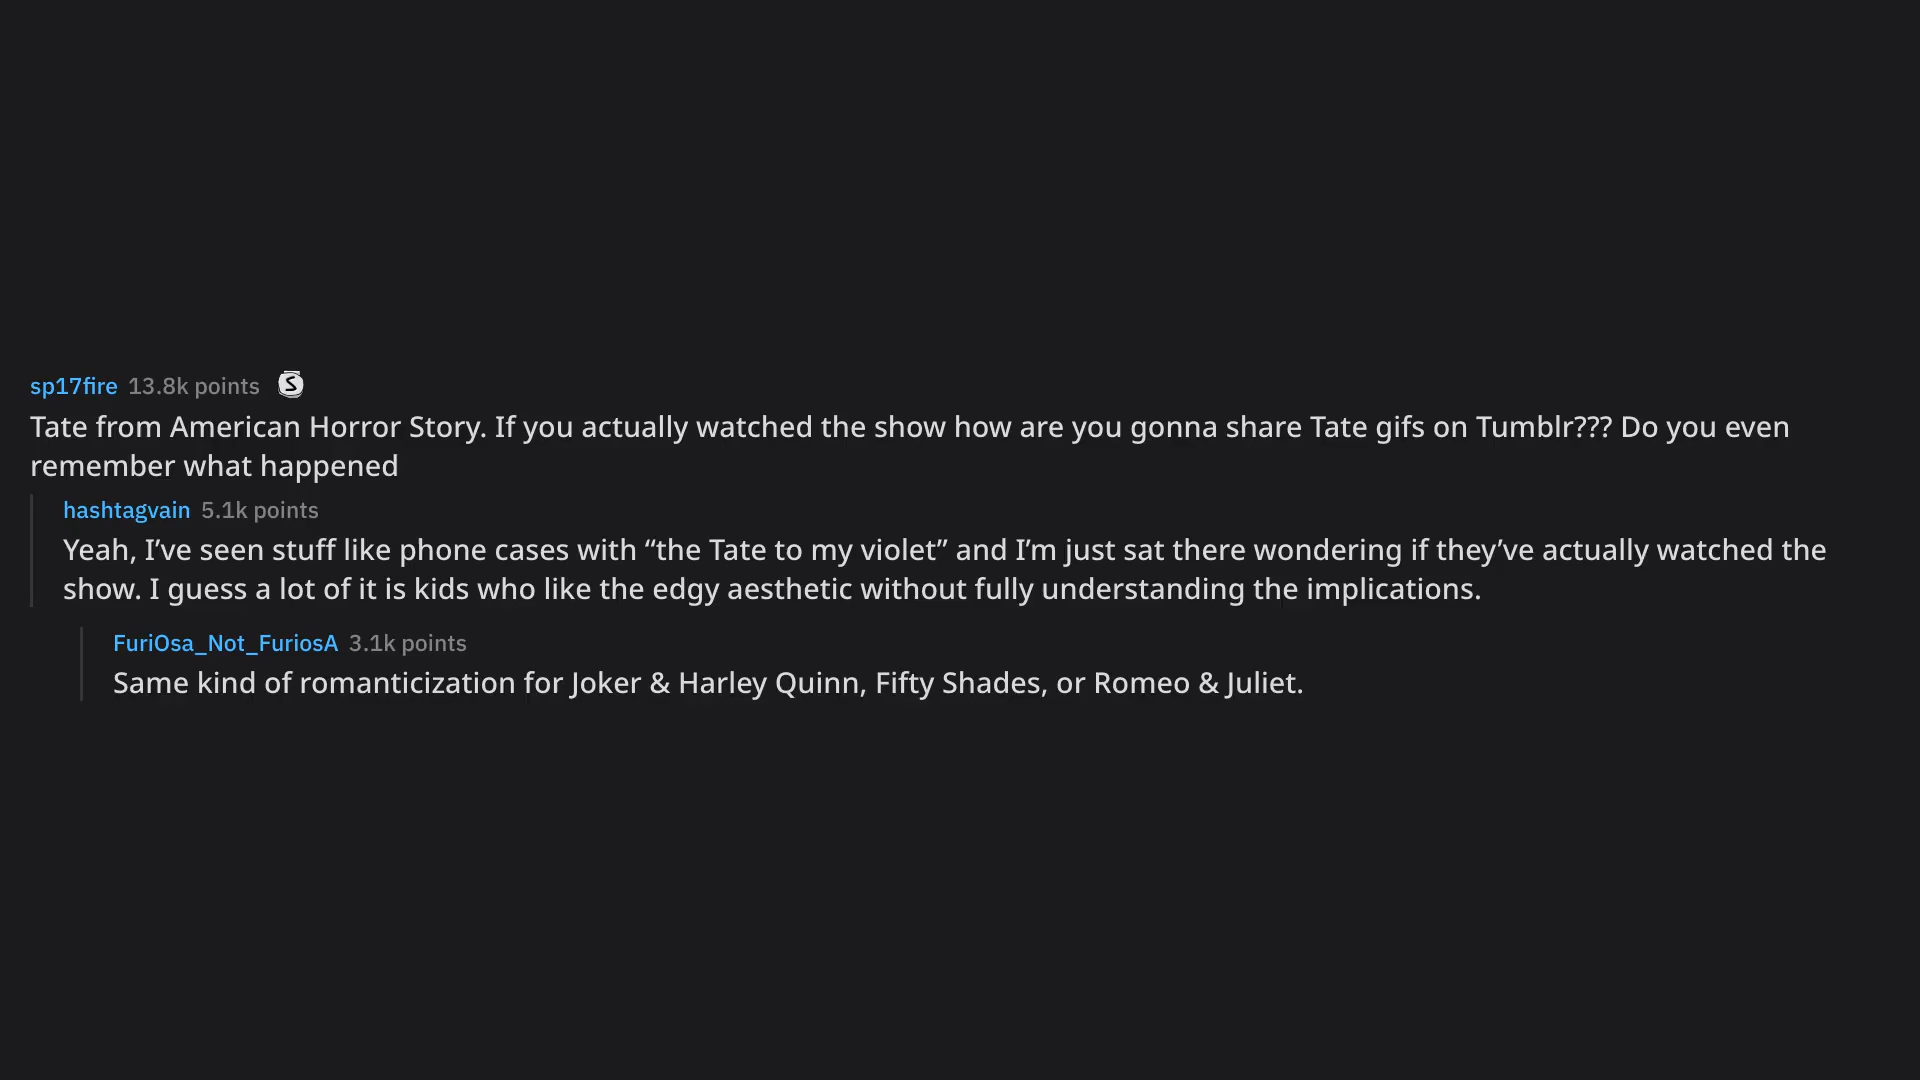 sp17fire 13.8k points S
Tate from American Horror Story. If you actually watched the show how are you gonna share Tate gifs on Tumblr??? Do you even
remember what happened
hashtagvain 5.1k points
Yeah, I’ve seen stuff like phone cases with “the Tate to my violet” and I’m just sat there wondering if they’ve actually watched the
show. I guess a lot of it is kids who like the edgy aesthetic without fully understanding the implications.
FuriOsa_Not_FuriosA 3.1k points
Same kind of romanticization for Joker & Harley Quinn, Fifty Shades, or Romeo & Juliet.